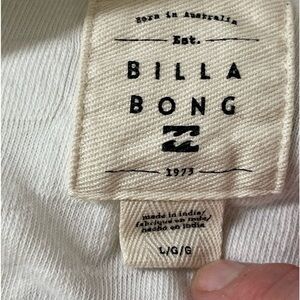 Born in Australia
Est.
BILLA
BONG
1973
made in india/
fabriqué en inde/
hecho en india
L/G/G